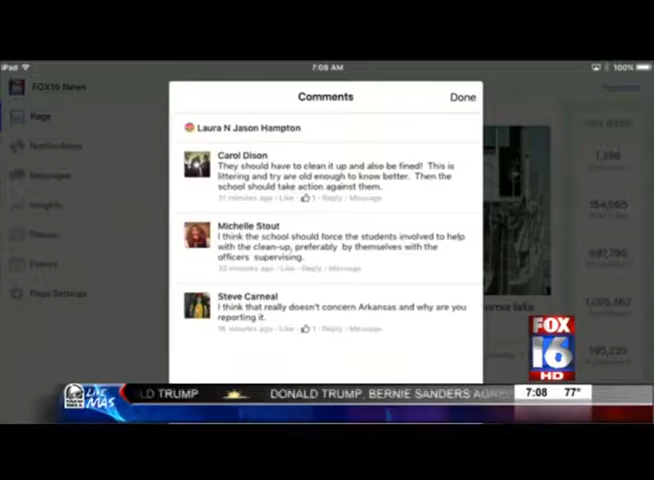 iPad
7:08 AM
100%
FOX16 News
Page
Notifications
Messages
Insights
Events
Page Settings
Comments
Done
Laura N Jason Hampton
Carol Dison
They should have to clean it up and also be fined! This is
littering and try are old enough to know better. Then the
school should take action against them.
31 minutes ago · Like · 1 · Reply · Message
Michelle Stout
I think the school should force the students involved to help
with the clean-up, preferably by themselves with the
officers supervising.
Like · Reply · Message
Steve Carneal
I think that really doesn't concern Arkansas and why are you
reporting it.
16 minutes ago · Like · 1 · Reply · Message
lake
FOX
16
HD
TACO BELL
LIVE
MAS
LD TRUMP
DONALD TRUMP, BERNIE SANDERS
7:08
77°